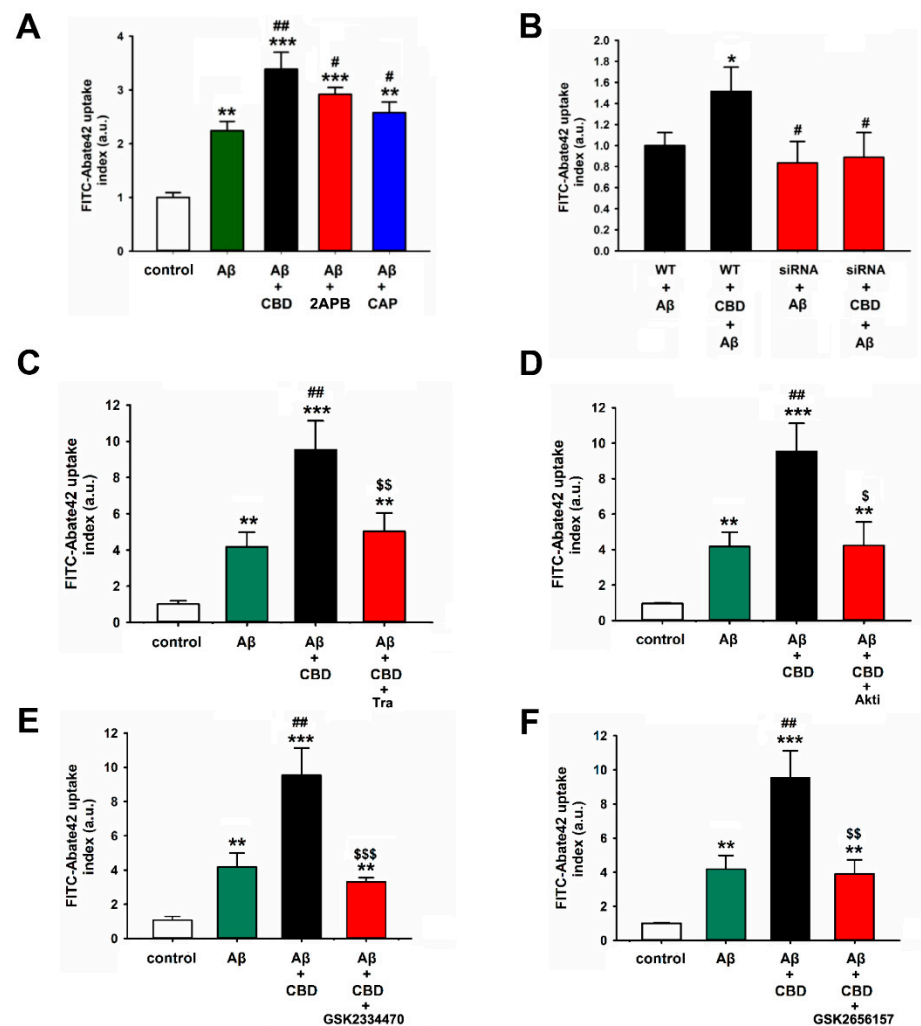 A
FITC-Abate42 uptake
index (a.u.)
4
3
2
1
0
**
##
***
#
***
#
**
control
Aβ
Aβ
+
CBD
Aβ
+
2APB
Aβ
+
CAP
B
FITC-Abate42 uptake
index (a.u.)
2.0
1.8
1.6
1.4
1.2
1.0
0.8
0.6
0.4
0.2
0.0
*
#
#
WT
+
Aβ
WT
+
CBD
+
Aβ
siRNA
+
Aβ
siRNA
+
CBD
+
Aβ
C
FITC-Abate42 uptake
index (a.u.)
12
10
8
6
4
2
0
**
##
***
$$
**
control
Aβ
Aβ
+
CBD
Aβ
+
CBD
+
Tra
D
FITC-Abate42 uptake
index (a.u.)
12
10
8
6
4
2
0
**
##
***
$
**
control
Aβ
Aβ
+
CBD
Aβ
+
CBD
+
Akti
E
FITC-Abate42 uptake
index (a.u.)
12
10
8
6
4
2
0
**
##
***
$$$
**
control
Aβ
Aβ
+
CBD
Aβ
+
CBD
+
GSK2334470
F
FITC-Abate42 uptake
index (a.u.)
12
10
8
6
4
2
0
**
##
***
$$
**
control
Aβ
Aβ
+
CBD
Aβ
+
CBD
+
GSK2656157